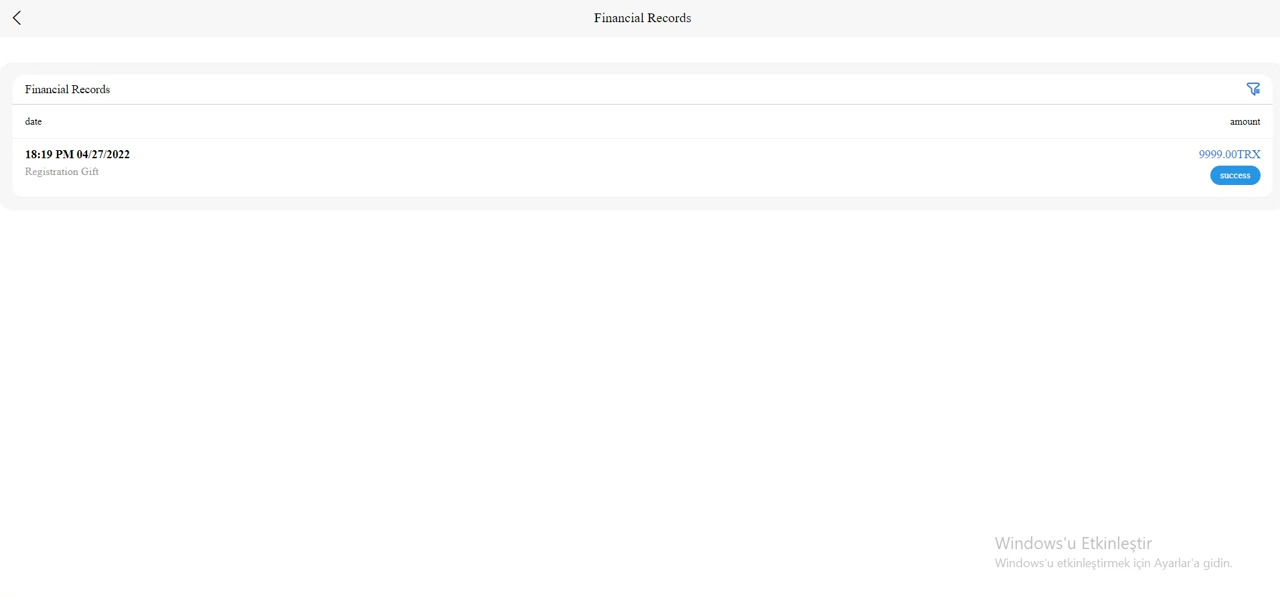 Financial Records
Financial Records
date
amount
18:19 PM 04/27/2022
9999.00TRX
Registration Gift
success
Windows'u Etkinleştir
Windows'u etkinleştirmek için Ayarlar'a gidin.